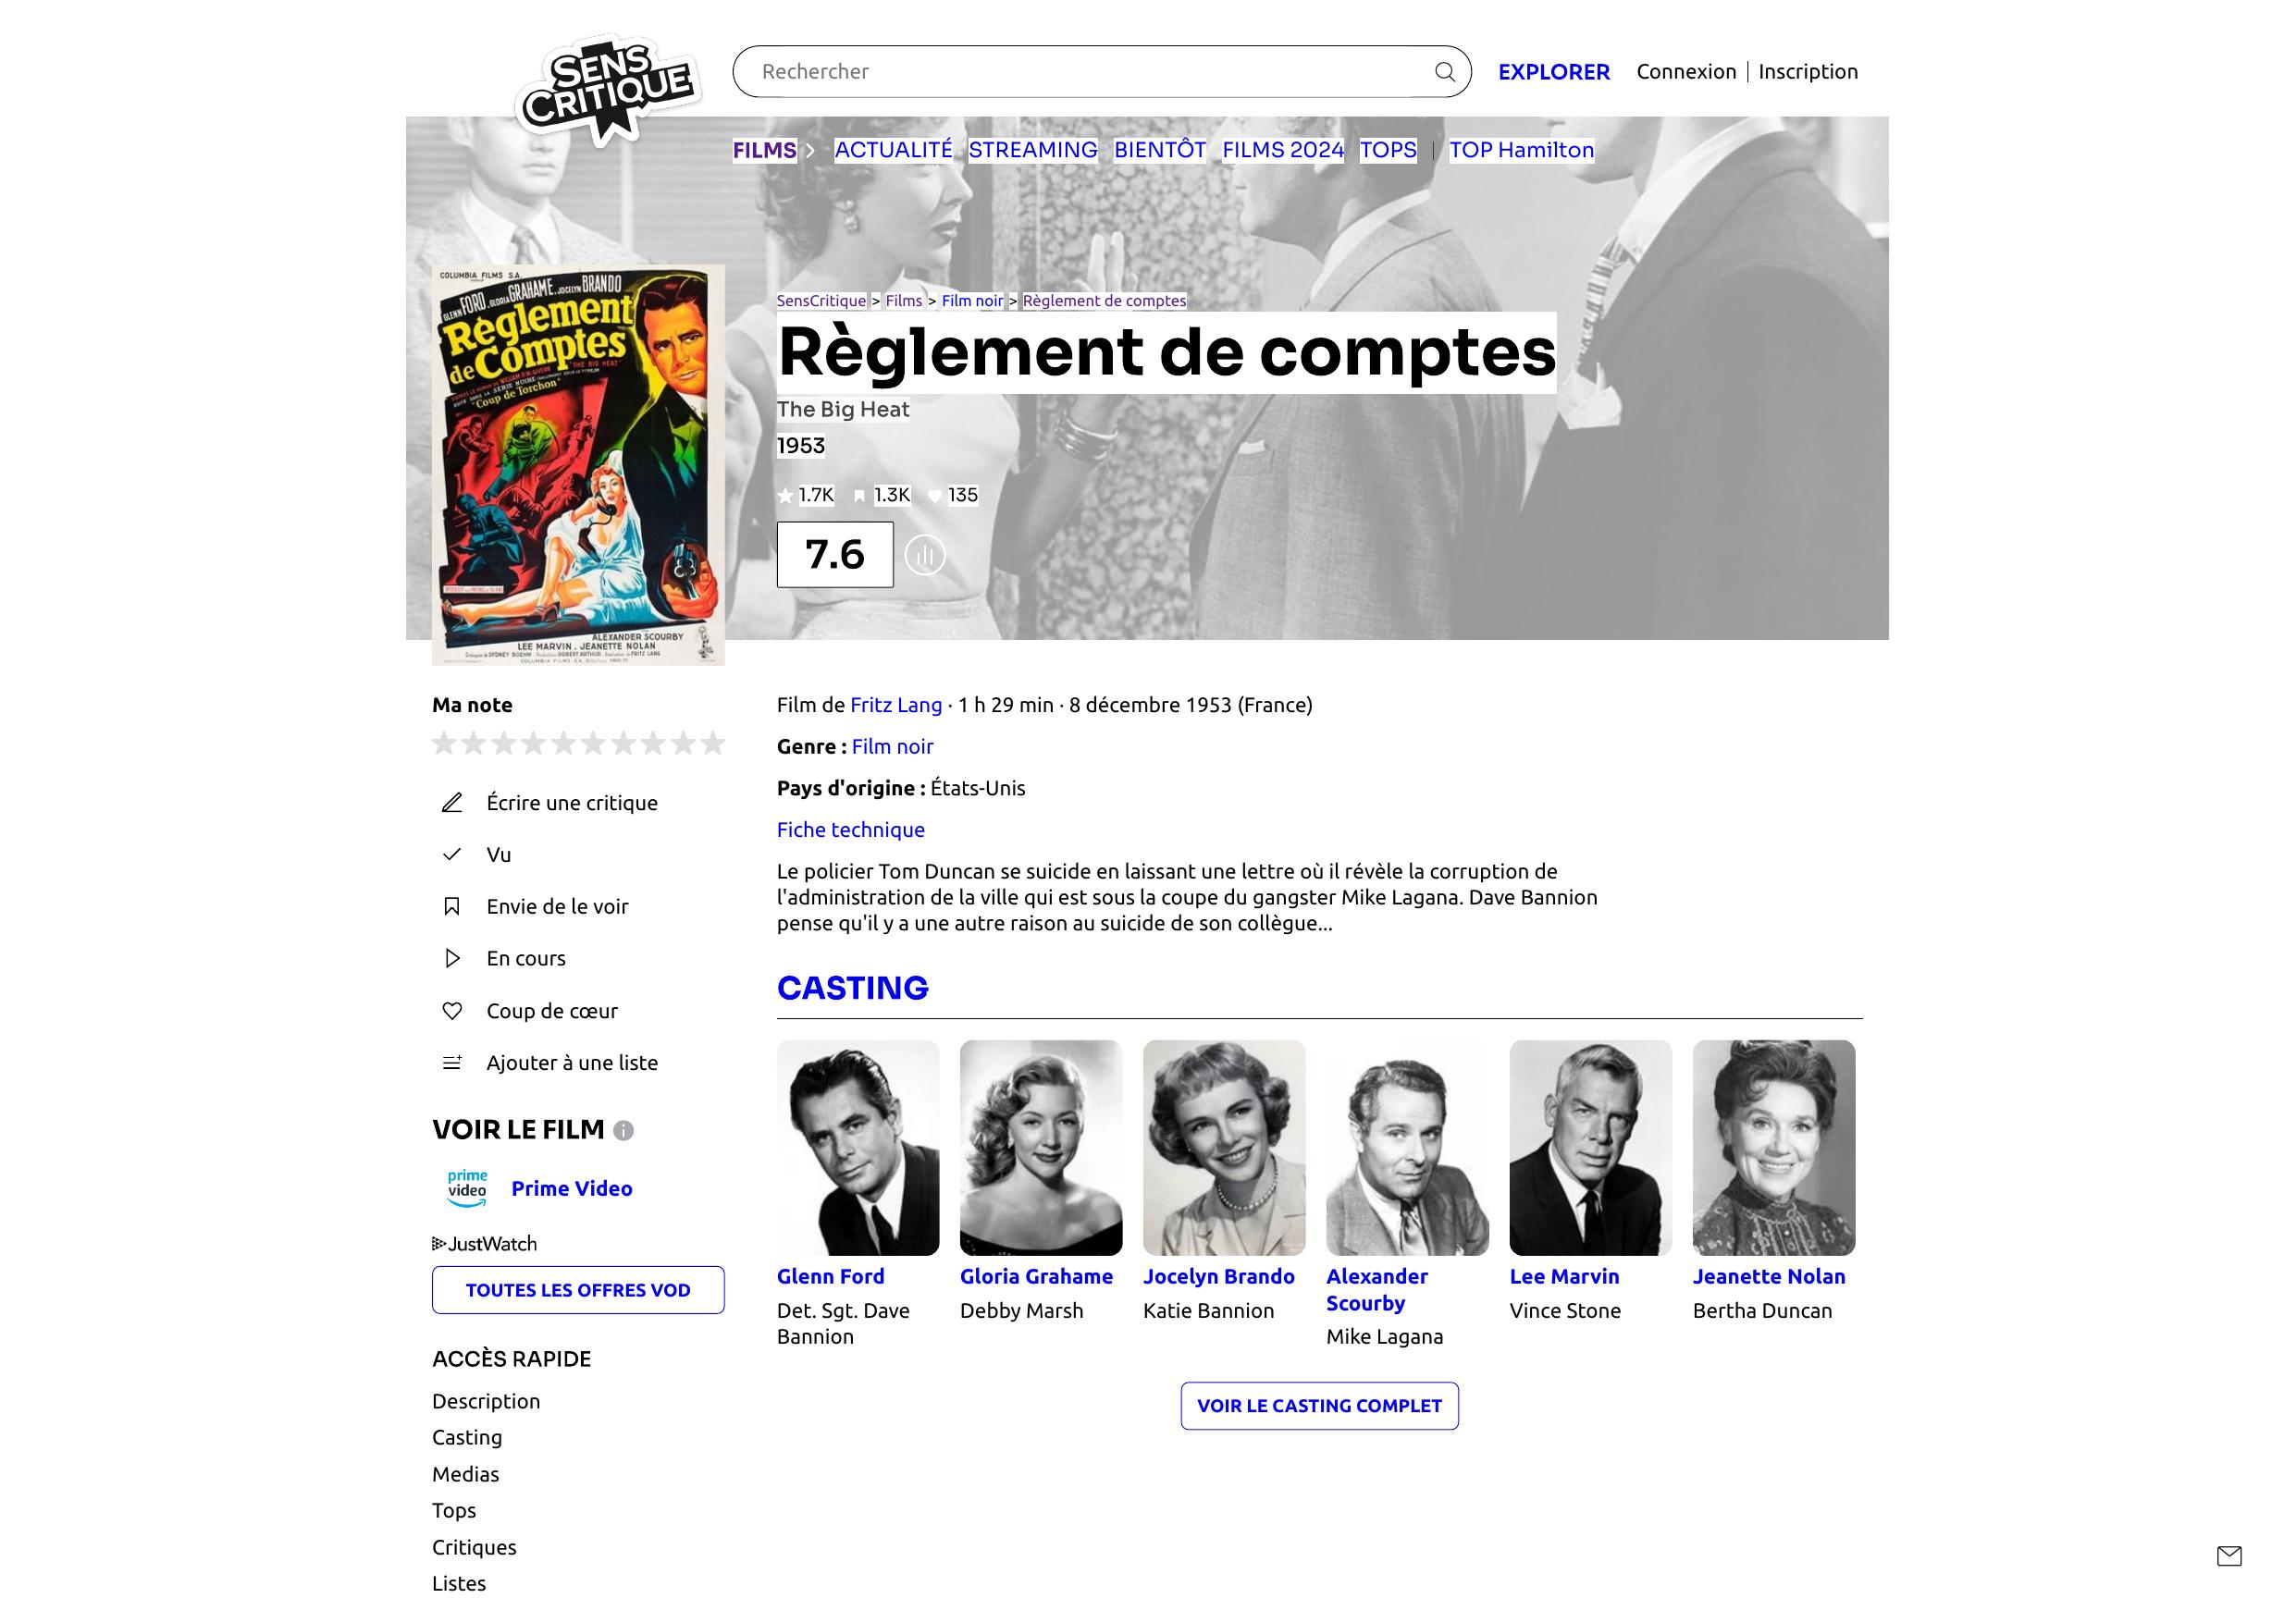 SENS
CRITIQUE
Rechercher
EXPLORER
Connexion | Inscription
FILMS
ACTUALITÉ
STREAMING
BIENTÔT
FILMS 2024
TOPS
TOP Hamilton
COLUMBIA FILMS S.A.
GLENN FORD . GLORIA GRAHAME . JOCELYN BRANDO
Règlement
de Comptes
"THE BIG HEAT"
"Coup de Torchon"
ALEXANDER SCOURBY
LEE MARVIN . JEANETTE NOLAN
SensCritique > Films > Film noir > Règlement de comptes
Règlement de comptes
The Big Heat
1953
1.7K 1.3K 135
7.6
Ma note
Écrire une critique
Vu
Envie de le voir
En cours
Coup de cœur
Ajouter à une liste
VOIR LE FILM
prime
video
Prime Video
JustWatch
TOUTES LES OFFRES VOD
ACCÈS RAPIDE
Description
Casting
Medias
Tops
Critiques
Listes
Film de Fritz Lang · 1 h 29 min · 8 décembre 1953 (France)
Genre : Film noir
Pays d'origine : États-Unis
Fiche technique
Le policier Tom Duncan se suicide en laissant une lettre où il révèle la corruption de
l'administration de la ville qui est sous la coupe du gangster Mike Lagana. Dave Bannion
pense qu'il y a une autre raison au suicide de son collègue...
CASTING
Glenn Ford
Det. Sgt. Dave
Bannion
Gloria Grahame
Debby Marsh
Jocelyn Brando
Katie Bannion
Alexander
Scourby
Mike Lagana
Lee Marvin
Vince Stone
Jeanette Nolan
Bertha Duncan
VOIR LE CASTING COMPLET